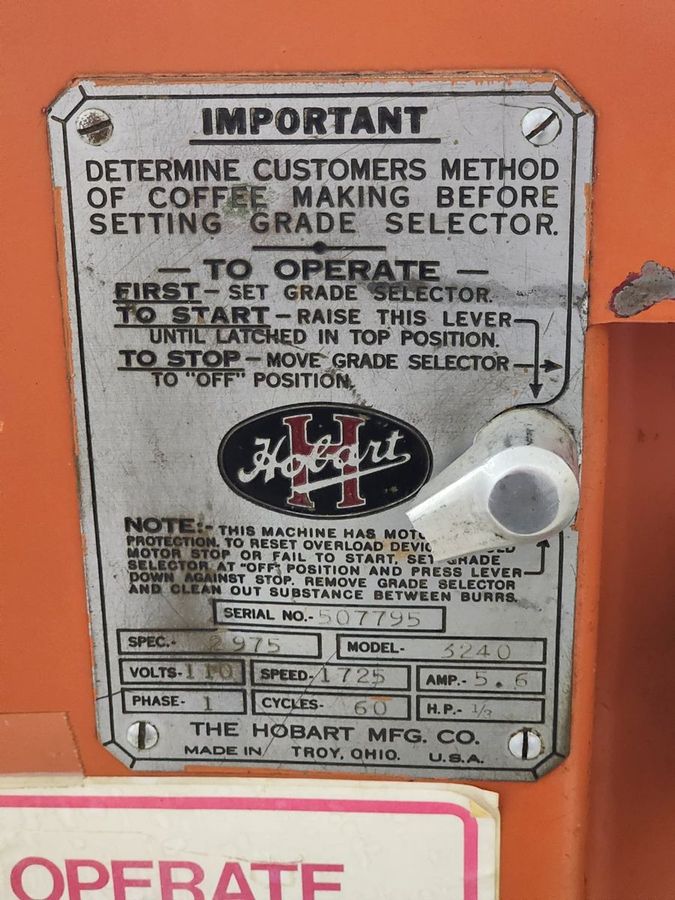 IMPORTANT
DETERMINE CUSTOMERS METHOD
OF COFFEE MAKING BEFORE
SETTING GRADE SELECTOR.
— TO OPERATE —
FIRST — SET GRADE SELECTOR.
TO START — RAISE THIS LEVER
UNTIL LATCHED IN TOP POSITION.
TO STOP — MOVE GRADE SELECTOR
TO "OFF" POSITION.
Hobart
H
NOTE:- THIS MACHINE HAS
PROTECTION. TO RESET OVERLOAD
MOTOR STOP OR FAIL TO START, SET GRADE
SELECTOR AT "OFF" POSITION AND PRESS LEVER
DOWN AGAINST STOP. REMOVE GRADE SELECTOR
AND CLEAN OUT SUBSTANCE BETWEEN BURRS.
SERIAL NO.- 507795
SPEC.- 2975 MODEL- 3240
VOLTS- 110 SPEED- 1725 AMP.- 5.6
PHASE- 1 CYCLES- 60 H.P.- 1/3
THE HOBART MFG. CO.
MADE IN TROY, OHIO. U.S.A.
OPERATE